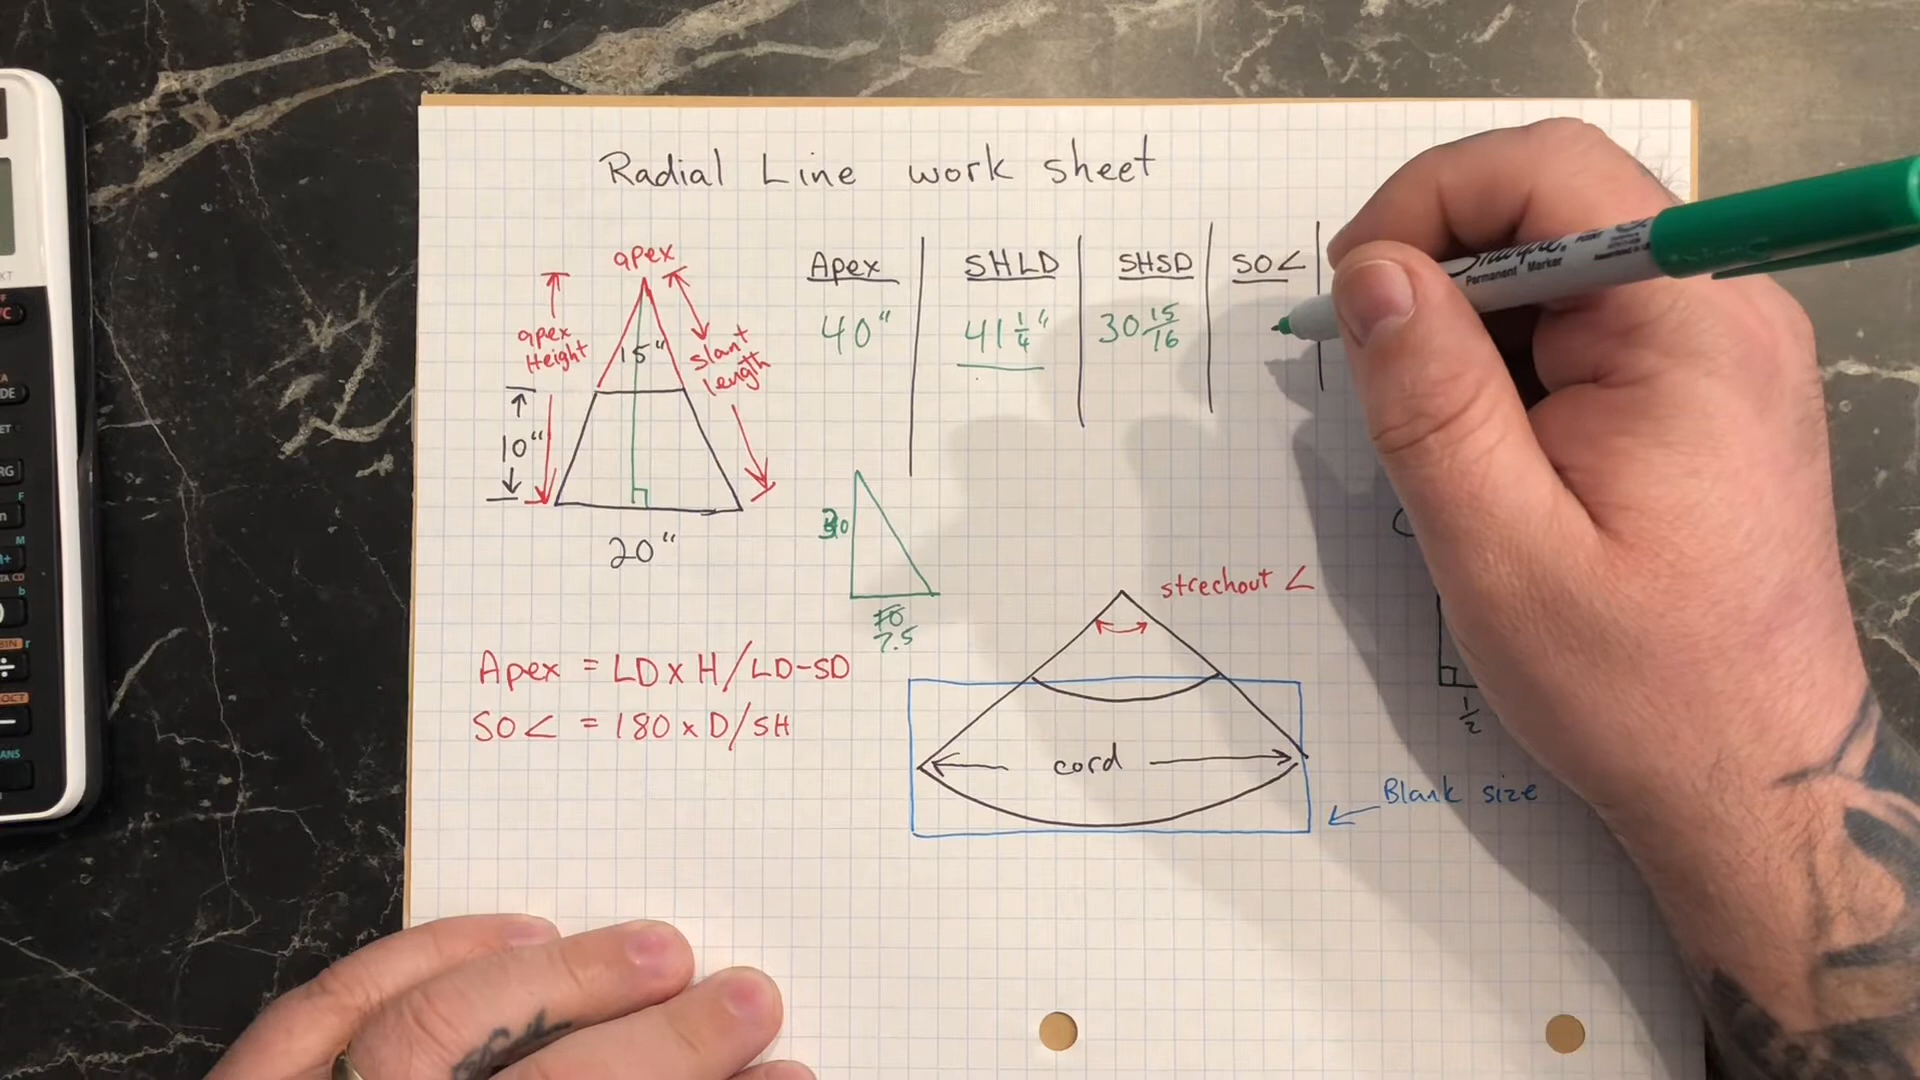 Radial Line work sheet
apex
apex
Height
15"
slant
length
10"
20"
Apex
SHLD
SHSD
SO∠
40"
41 1/4"
30 15/16
7.5
Apex = LD x H/LD-SD
SO∠ = 180 x D/SH
strechout ∠
cord
Blank size
1/2
Permanent Marker